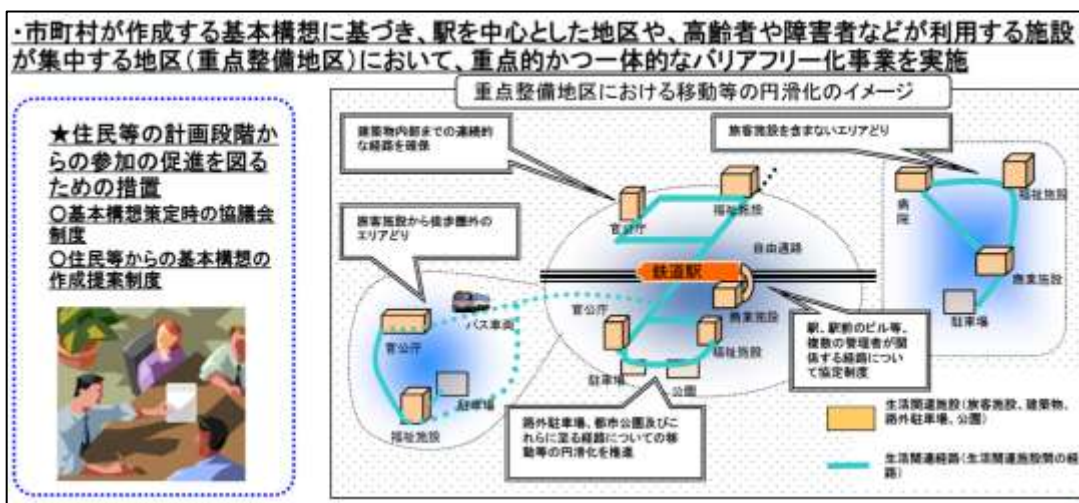 ・市町村が作成する基本構想に基づき、駅を中心とした地区や、高齢者や障害者などが利用する施設
が集中する地区(重点整備地区)において、重点的かつ一体的なバリアフリー化事業を実施
★住民等の計画段階か
らの参加の促進を図る
ための措置
○基本構想策定時の協議会
制度
○住民等からの基本構想の
作成提案制度
重点整備地区における移動等の円滑化のイメージ
建築物内部までの連続的
な経路を確保
旅客施設を含まないエリアどり
旅客施設から徒歩圏外の
エリアどり
官公庁
福祉施設
自由通路
鉄道駅
官公庁
商業施設
福祉施設
駐車場
公園
バス車両
官公庁
駐車場
福祉施設
病院
福祉施設
商業施設
駐車場
駅、駅前のビル等、
複数の管理者が関
係する経路につい
て協定制度
路外駐車場、都市公園及びこ
れらに至る経路についての移
動等の円滑化を推進
生活関連施設(旅客施設、建築物、
路外駐車場、公園)
生活関連経路(生活関連施設間の経
路)